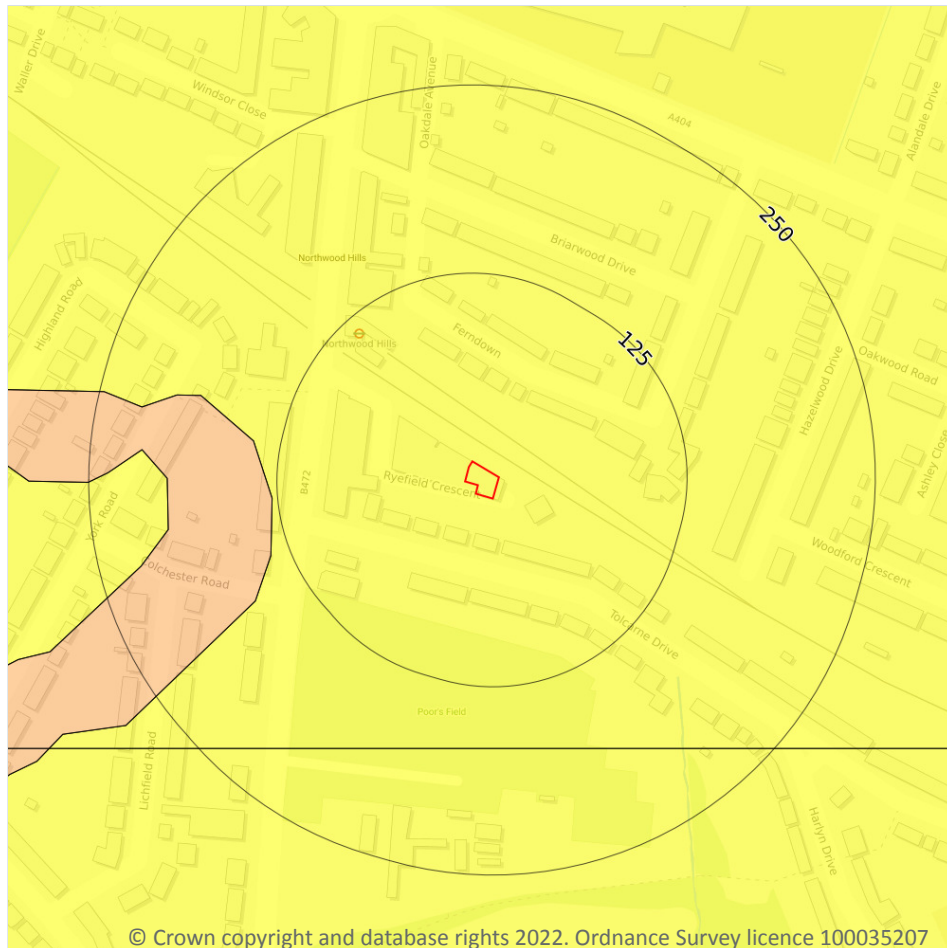 Waller Drive
Windsor Close
Oakdale Avenue
A404
Alandale Drive
250
Briarwood Drive
Northwood Hills
Highland Road
Northwood Hills
Ferndown
125
Oakwood Road
Hazelwood Drive
Ashley Close
B472
Ryefield Crescent
York Road
Colchester Road
Woodford Crescent
Tolcarne Drive
Poor's Field
Lichfield Road
Harlyn Drive
© Crown copyright and database rights 2022. Ordnance Survey licence 100035207